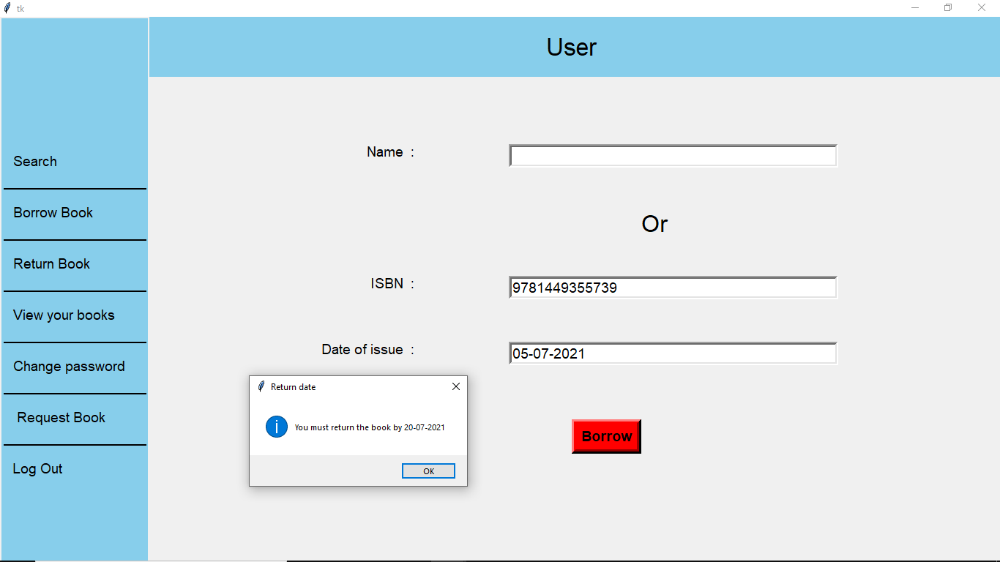 tk
User
Name :
Search
Borrow Book
Or
Return Book
ISBN : 9781449355739
View your books
Date of issue : 05-07-2021
Change password
Return date
You must return the book by 20-07-2021
Request Book
Borrow
OK
Log Out